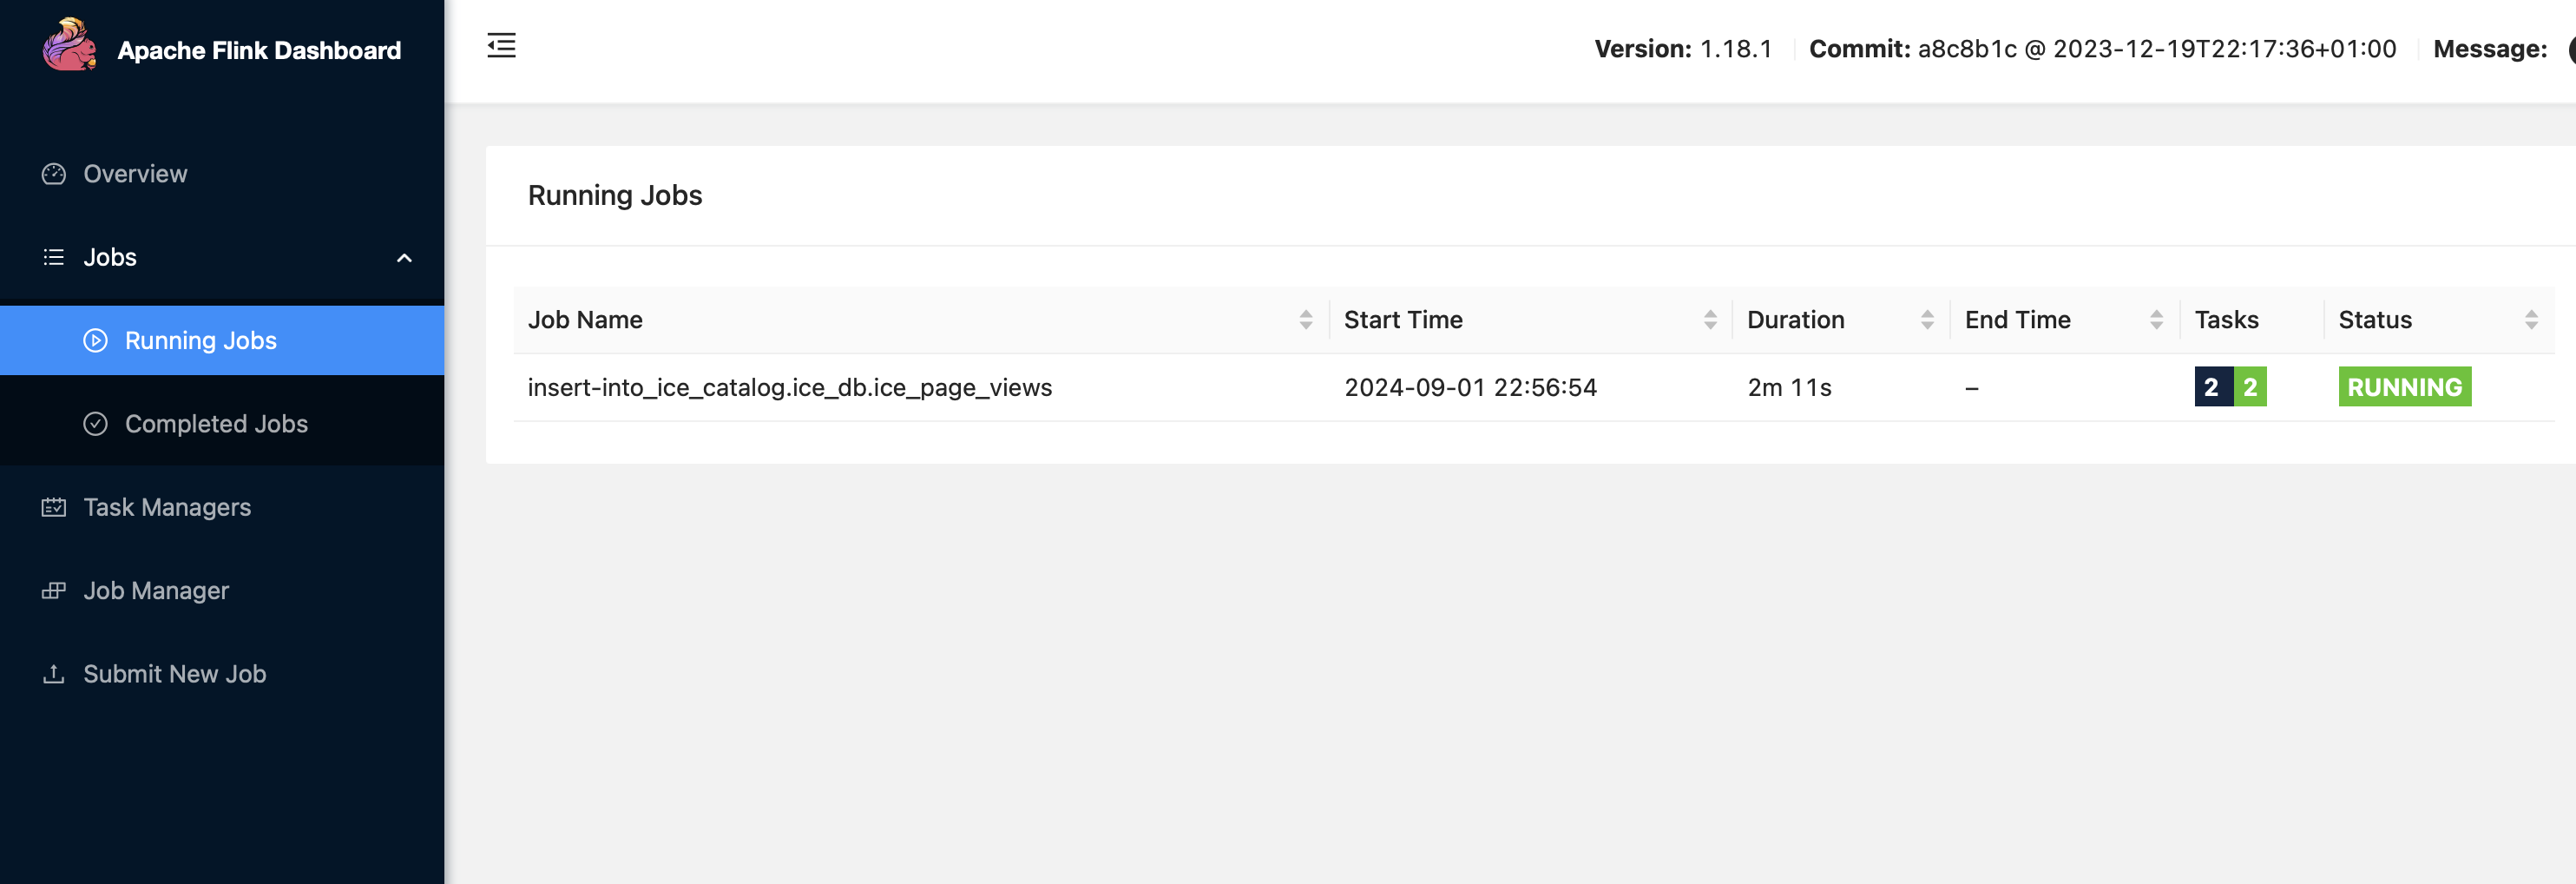 Apache Flink Dashboard
Version: 1.18.1 Commit: a8c8b1c @ 2023-12-19T22:17:36+01:00 Message:
Overview
Jobs
Running Jobs
Completed Jobs
Task Managers
Job Manager
Submit New Job
Running Jobs
Job Name Start Time Duration End Time Tasks Status
insert-into_ice_catalog.ice_db.ice_page_views 2024-09-01 22:56:54 2m 11s – 2 2 RUNNING